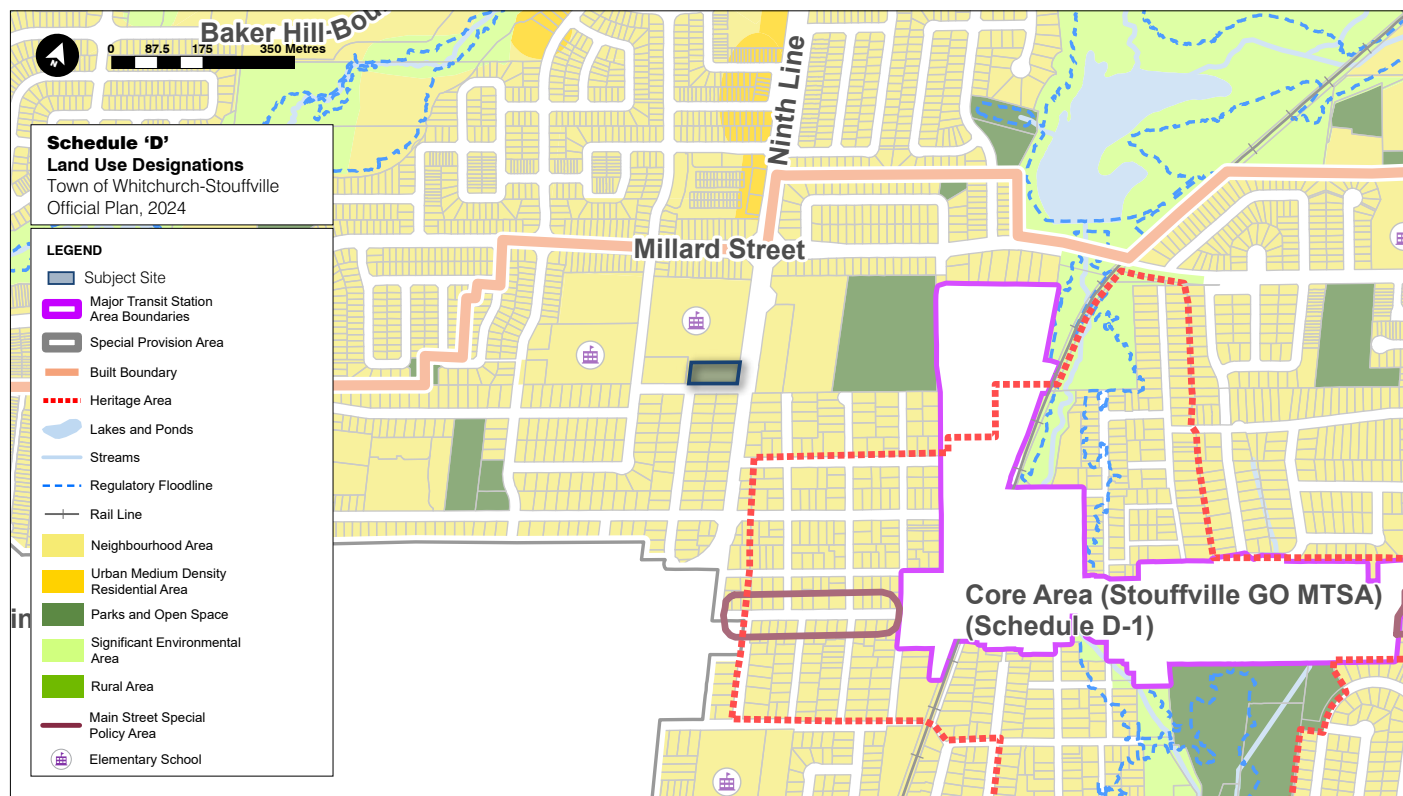 Baker Hill-Bou
N
0 87.5 175 350 Metres
Ninth Line
Schedule ‘D’
Land Use Designations
Town of Whitchurch-Stouffville
Official Plan, 2024
Millard Street
LEGEND
Subject Site
Major Transit Station
Area Boundaries
Special Provision Area
Built Boundary
Heritage Area
Lakes and Ponds
Streams
Regulatory Floodline
Rail Line
Neighbourhood Area
Urban Medium Density
Residential Area
Parks and Open Space
Significant Environmental
Area
Rural Area
Main Street Special
Policy Area
Elementary School
in
Core Area (Stouffville GO MTSA)
(Schedule D-1)